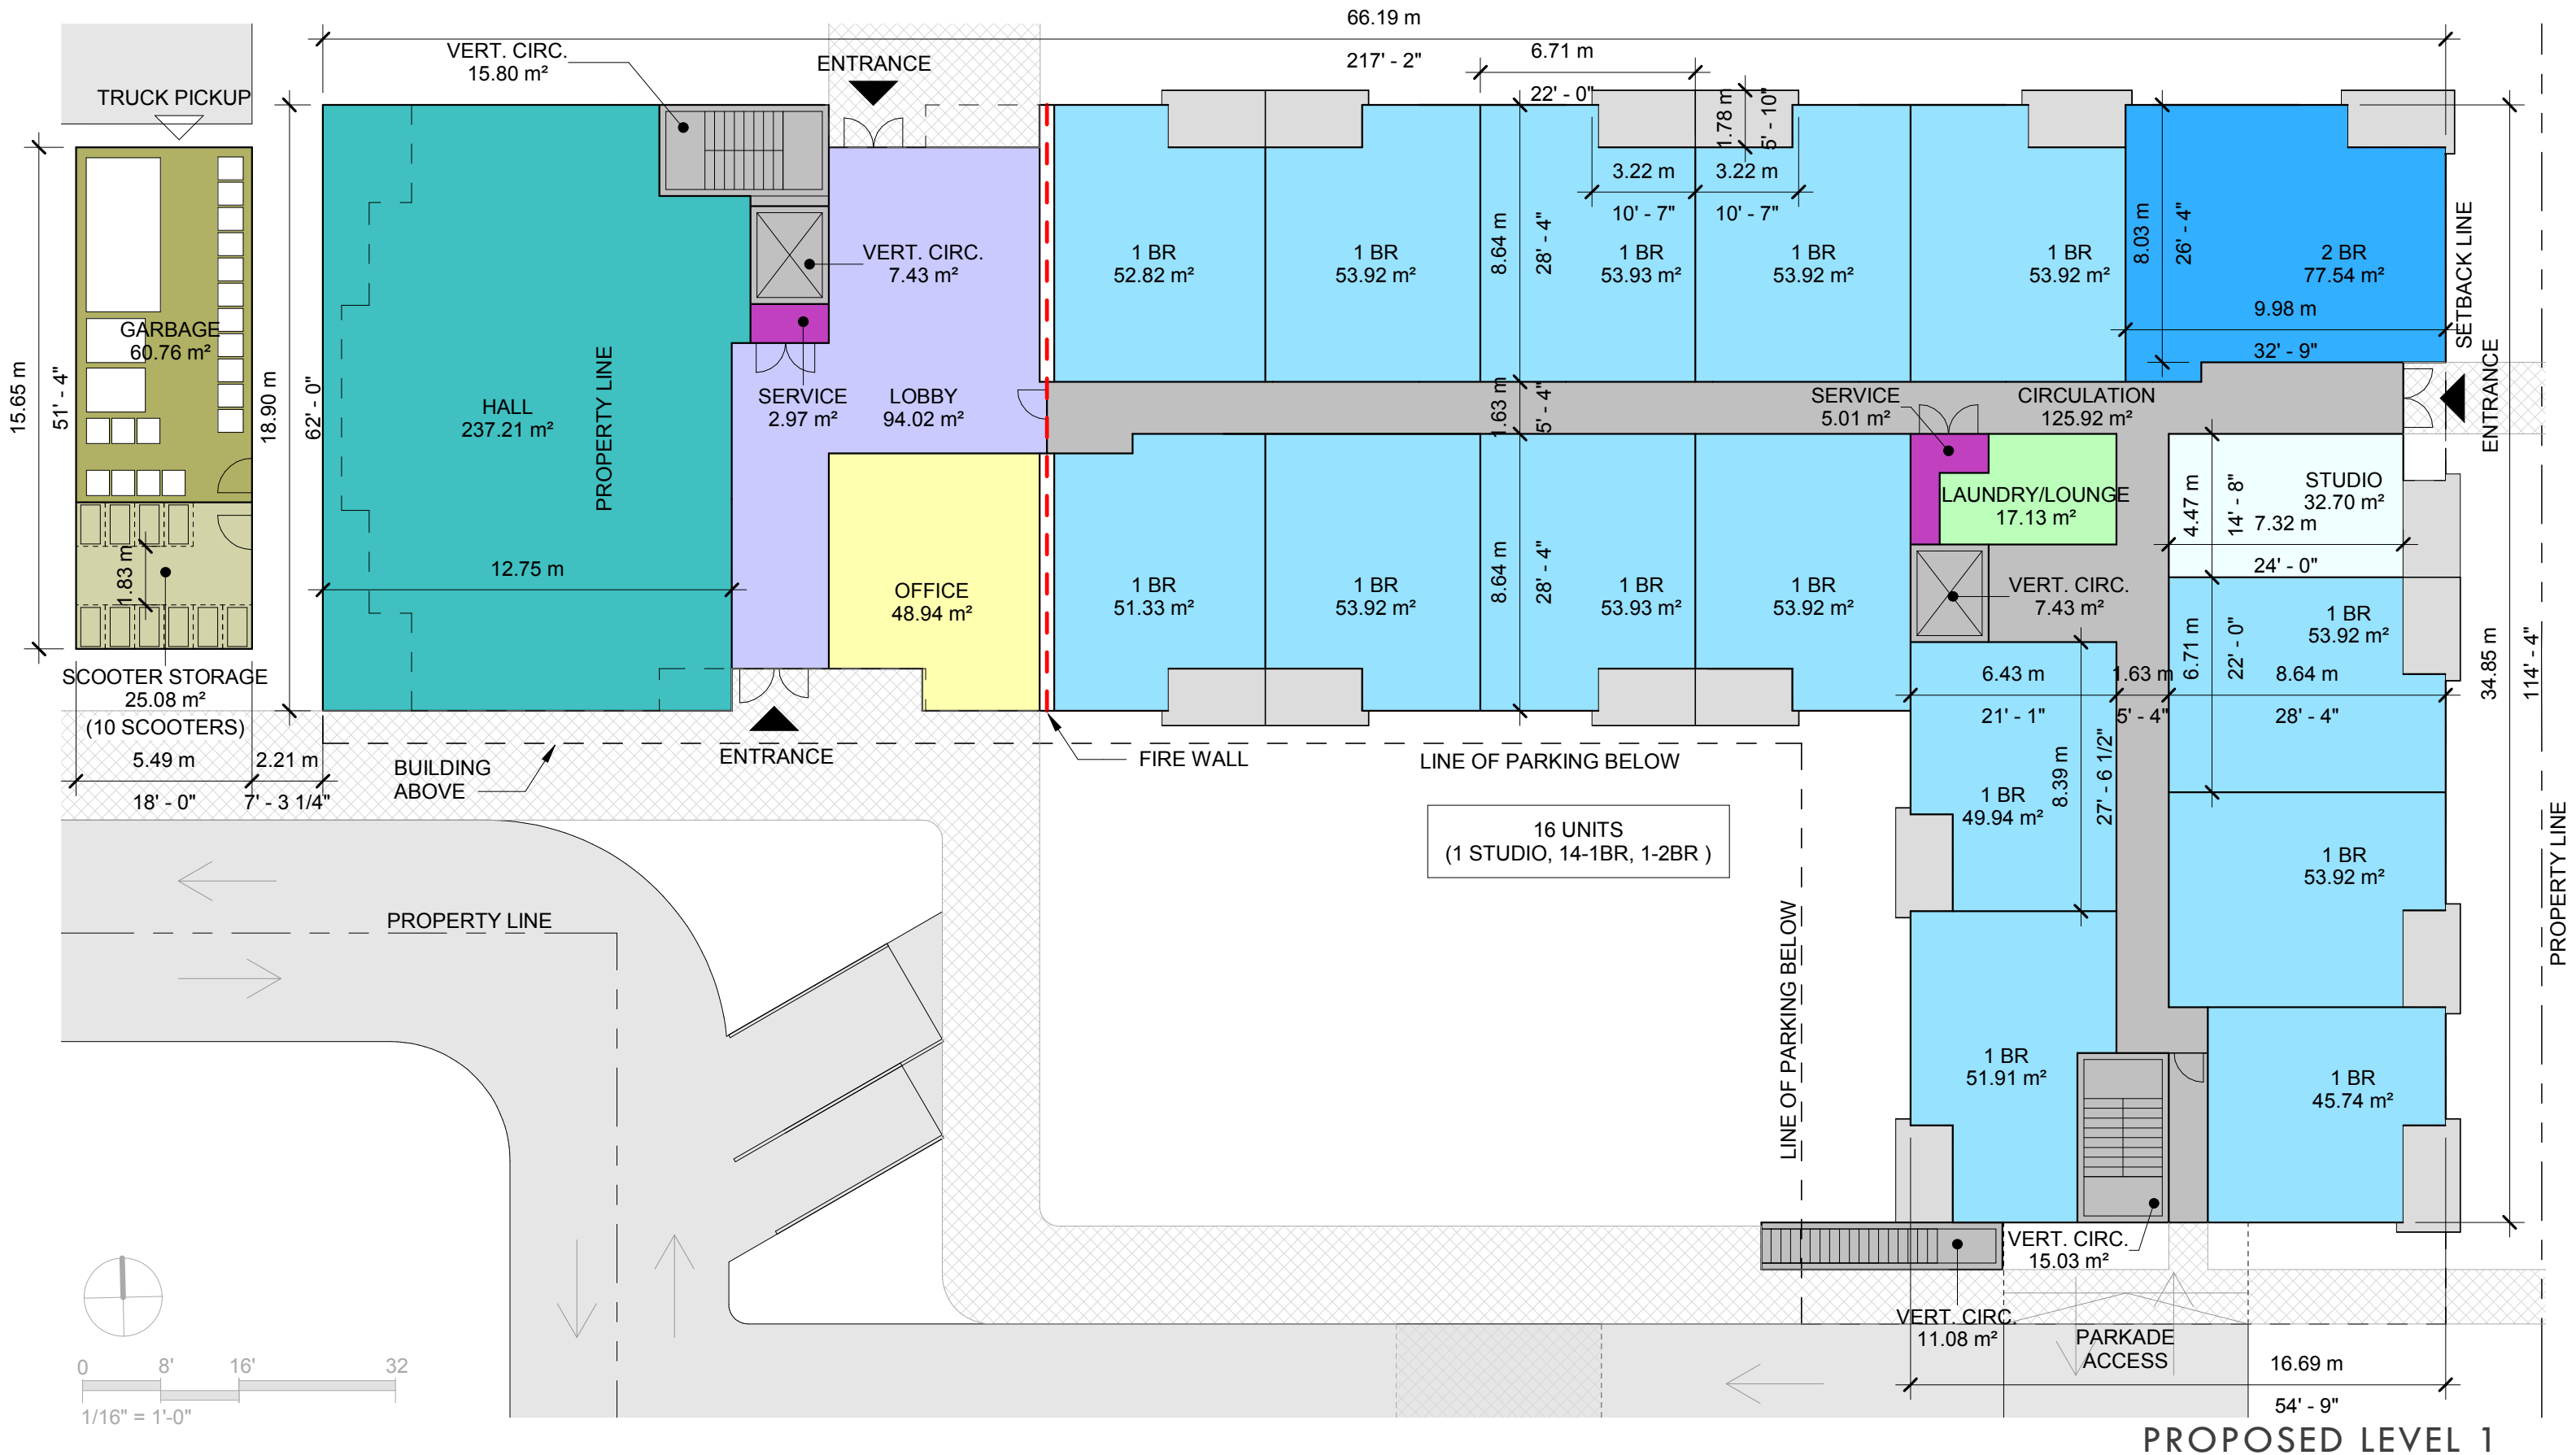 66.19 m
217' - 2"
VERT. CIRC.
15.80 m²
ENTRANCE
6.71 m
22' - 0"
1.78 m
5' - 10"
TRUCK PICKUP
3.22 m
10' - 7"
3.22 m
10' - 7"
VERT. CIRC.
7.43 m²
1 BR
52.82 m²
1 BR
53.92 m²
8.64 m
28' - 4"
1 BR
53.93 m²
1 BR
53.92 m²
1 BR
53.92 m²
8.03 m
26' - 4"
2 BR
77.54 m²
9.98 m
32' - 9"
SETBACK LINE
ENTRANCE
GARBAGE
60.76 m²
15.65 m
51' - 4"
18.90 m
62' - 0"
HALL
237.21 m²
PROPERTY LINE
SERVICE
2.97 m²
LOBBY
94.02 m²
1.63 m
5' - 4"
SERVICE
5.01 m²
CIRCULATION
125.92 m²
LAUNDRY/LOUNGE
17.13 m²
4.47 m
14' - 8"
STUDIO
32.70 m²
7.32 m
24' - 0"
1.83 m
12.75 m
OFFICE
48.94 m²
1 BR
51.33 m²
1 BR
53.92 m²
8.64 m
28' - 4"
1 BR
53.93 m²
1 BR
53.92 m²
VERT. CIRC.
7.43 m²
1 BR
53.92 m²
6.71 m
22' - 0"
34.85 m
114' - 4"
SCOOTER STORAGE
25.08 m²
(10 SCOOTERS)
5.49 m
18' - 0"
2.21 m
7' - 3 1/4"
BUILDING
ABOVE
ENTRANCE
FIRE WALL
LINE OF PARKING BELOW
6.43 m
21' - 1"
1.63 m
5' - 4"
8.64 m
28' - 4"
8.39 m
27' - 6 1/2"
1 BR
49.94 m²
16 UNITS
(1 STUDIO, 14-1BR, 1-2BR )
1 BR
53.92 m²
PROPERTY LINE
PROPERTY LINE
LINE OF PARKING BELOW
1 BR
51.91 m²
1 BR
45.74 m²
VERT. CIRC.
15.03 m²
VERT. CIRC.
11.08 m²
PARKADE
ACCESS
16.69 m
54' - 9"
0 8' 16' 32
1/16" = 1'-0"
PROPOSED LEVEL 1